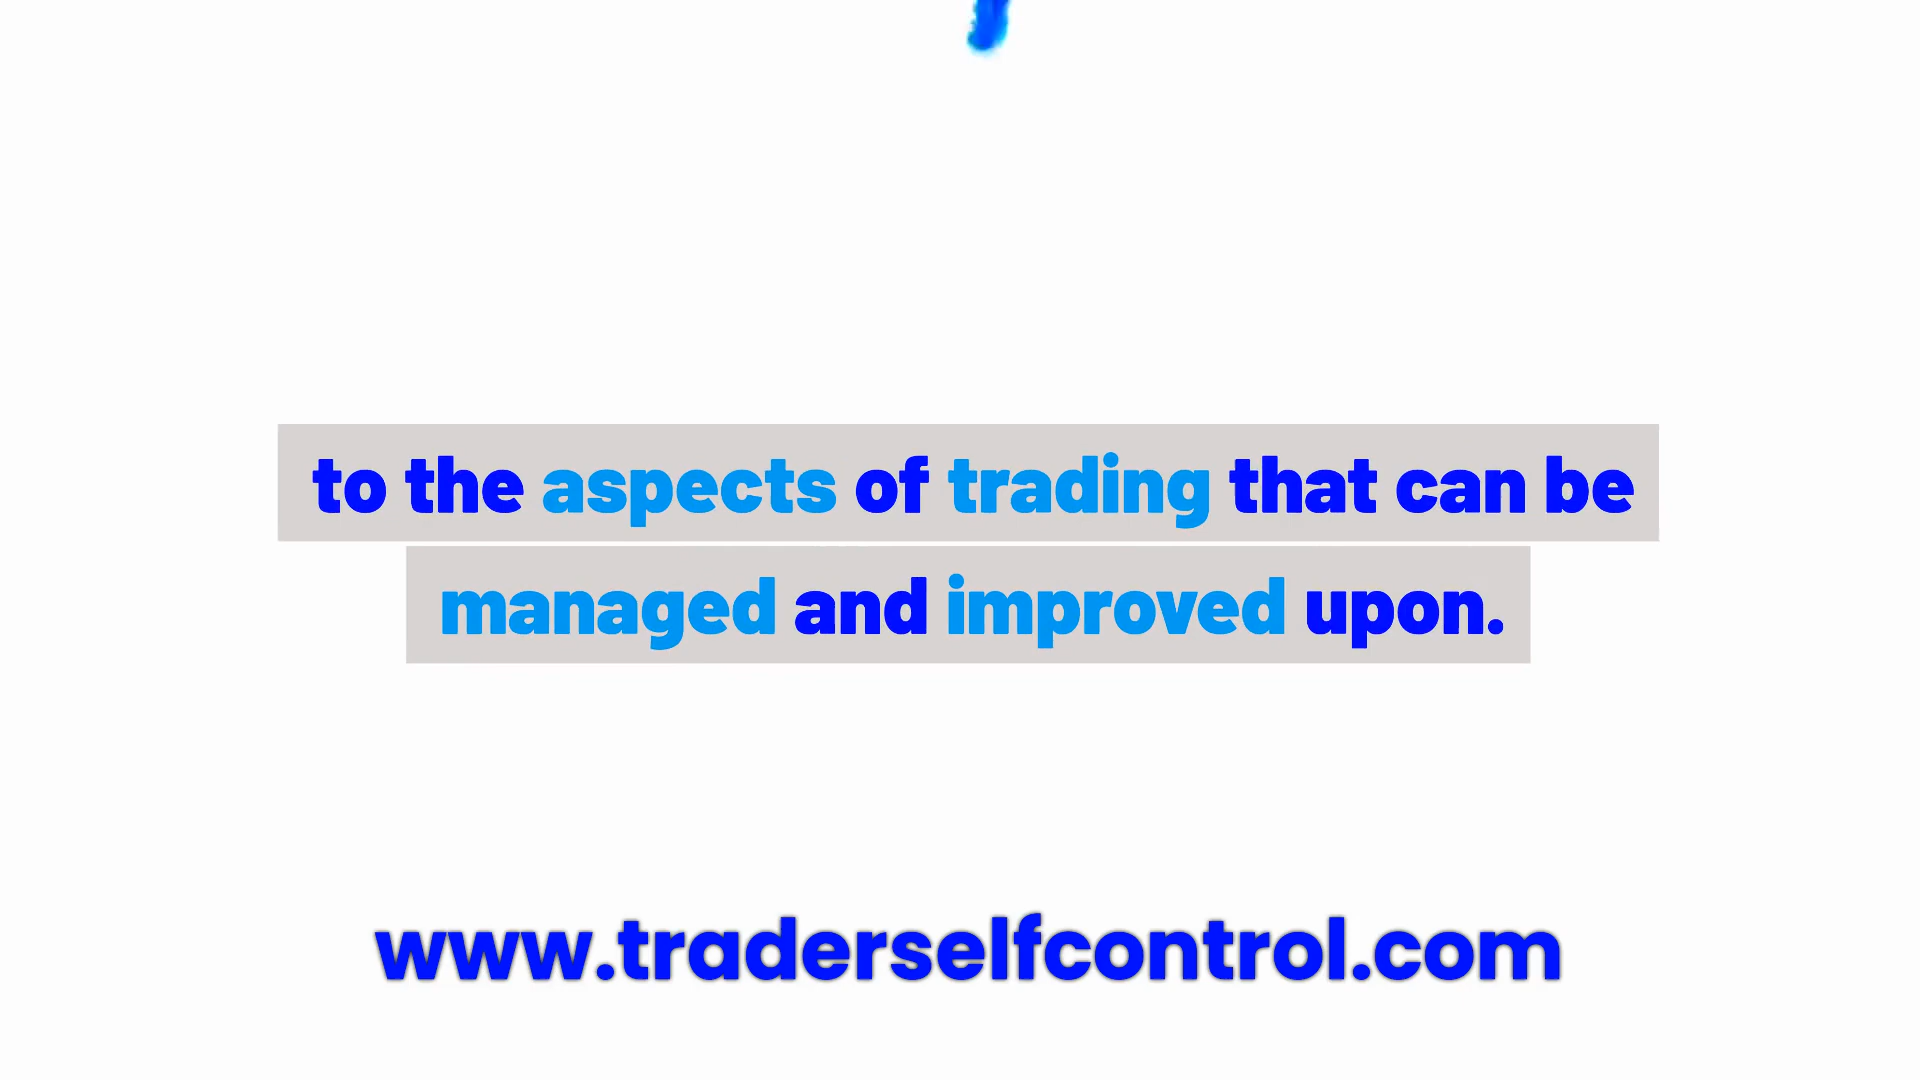 to the aspects of trading that can be
managed and improved upon.
www.traderselfcontrol.com